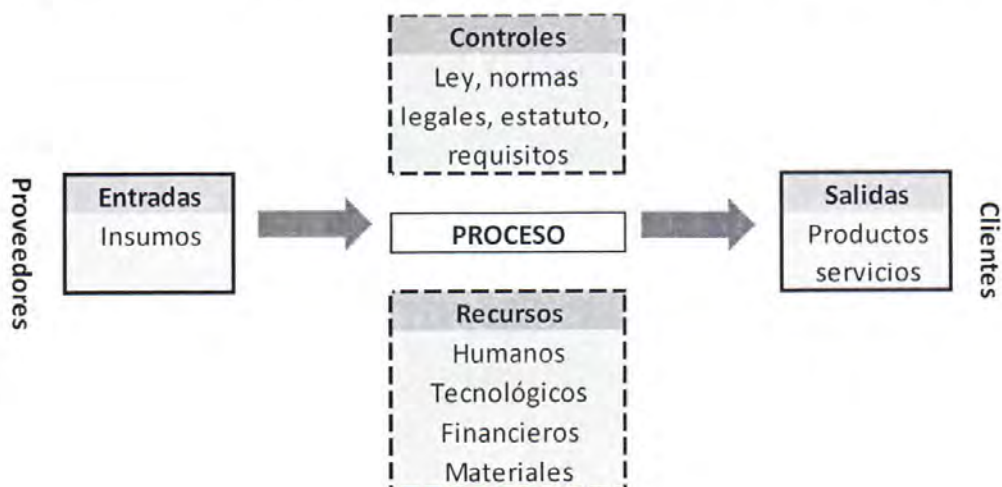 Controles
Ley, normas
legales, estatuto,
requisitos
Proveedores
Entradas
Insumos
PROCESO
Salidas
Productos
servicios
Clientes
Recursos
Humanos
Tecnológicos
Financieros
Materiales